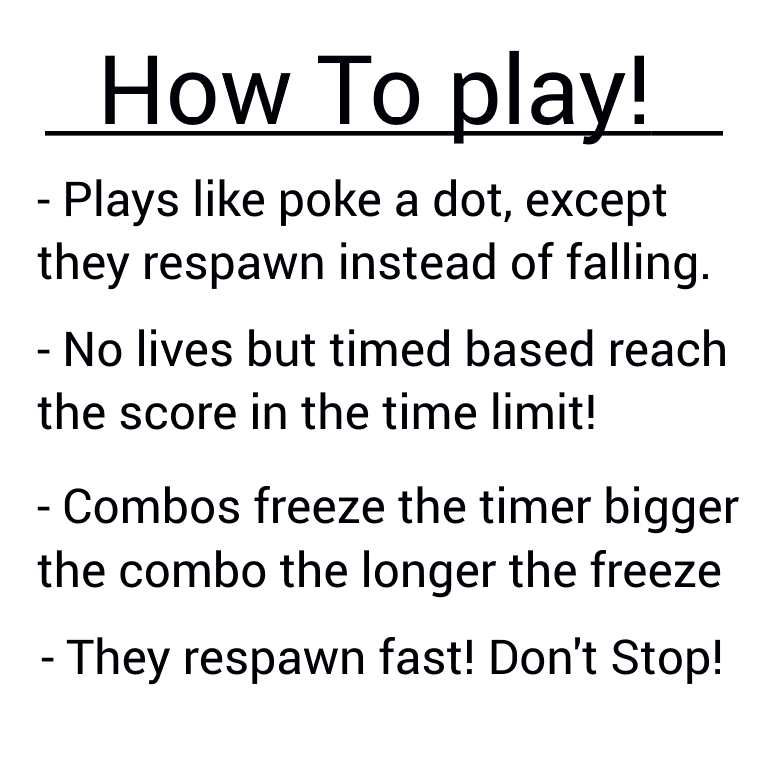 How To play!
- Plays like poke a dot, except
they respawn instead of falling.
- No lives but timed based reach
the score in the time limit!
- Combos freeze the timer bigger
the combo the longer the freeze
- They respawn fast! Don't Stop!